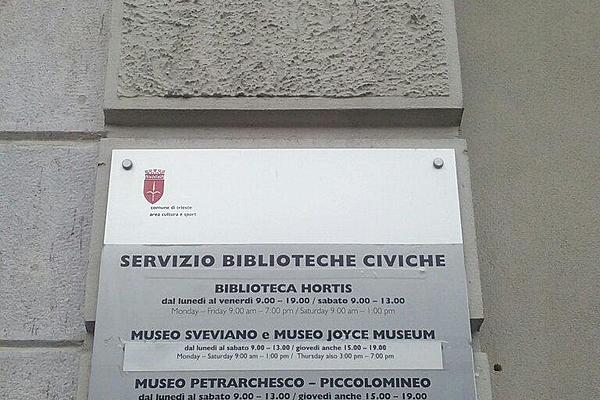 comune di trieste
area cultura e sport
SERVIZIO BIBLIOTECHE CIVICHE
BIBLIOTECA HORTIS
dal lunedì al venerdì 9.00 – 19.00 / sabato 9.00 – 13.00
Monday – Friday 9:00 am – 7:00 pm / Saturday 9:00 am – 1:00 pm
MUSEO SVEVIANO e MUSEO JOYCE MUSEUM
dal lunedì al sabato 9.00 – 13.00 / giovedì anche 15.00 – 19.00
Monday – Saturday 9:00 am – 1:00 pm / Thursday also 3:00 pm – 7:00 pm
MUSEO PETRARCHESCO – PICCOLOMINEO
dal lunedì al sabato 9.00 – 13.00 / giovedì anche 15.00 – 19.00